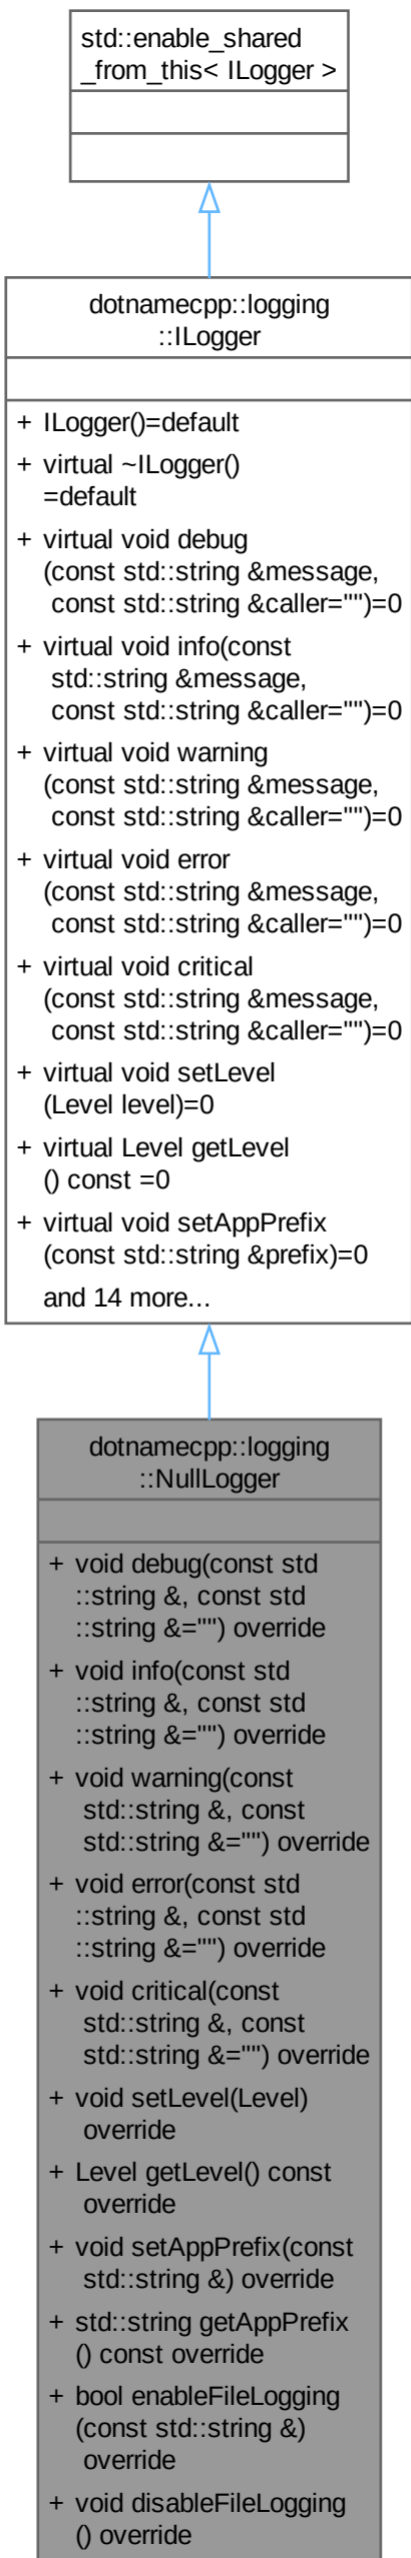 std::enable_shared
_from_this< ILogger >
dotnamecpp::logging
::ILogger
+ ILogger()=default
+ virtual ~ILogger()
=default
+ virtual void debug
(const std::string &message,
const std::string &caller="")=0
+ virtual void info(const
std::string &message,
const std::string &caller="")=0
+ virtual void warning
(const std::string &message,
const std::string &caller="")=0
+ virtual void error
(const std::string &message,
const std::string &caller="")=0
+ virtual void critical
(const std::string &message,
const std::string &caller="")=0
+ virtual void setLevel
(Level level)=0
+ virtual Level getLevel
() const =0
+ virtual void setAppPrefix
(const std::string &prefix)=0
and 14 more...
dotnamecpp::logging
::NullLogger
+ void debug(const std
::string &, const std
::string &="") override
+ void info(const std
::string &, const std
::string &="") override
+ void warning(const
std::string &, const
std::string &="") override
+ void error(const std
::string &, const std
::string &="") override
+ void critical(const
std::string &, const
std::string &="") override
+ void setLevel(Level)
override
+ Level getLevel() const
override
+ void setAppPrefix(const
std::string &) override
+ std::string getAppPrefix
() const override
+ bool enableFileLogging
(const std::string &)
override
+ void disableFileLogging
() override